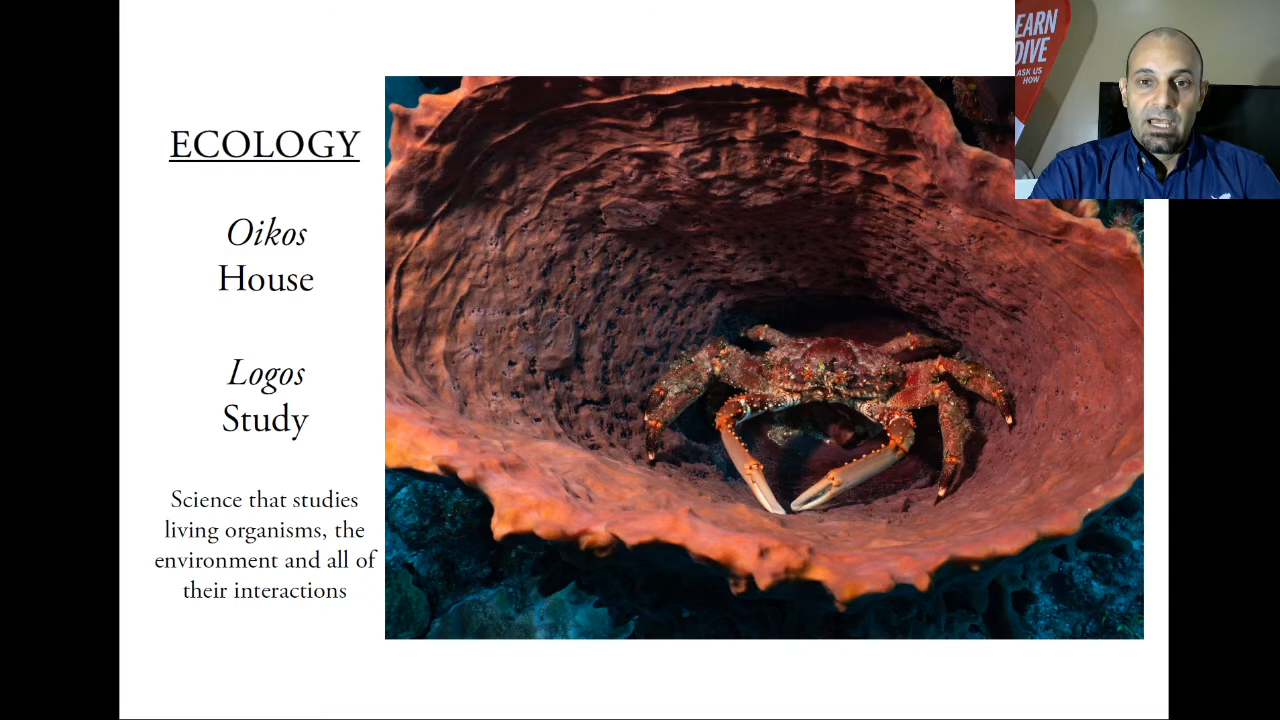 ECOLOGY
Oikos
House
Logos
Study
Science that studies
living organisms, the
environment and all of
their interactions
EARN
DIVE
ASK US
HOW